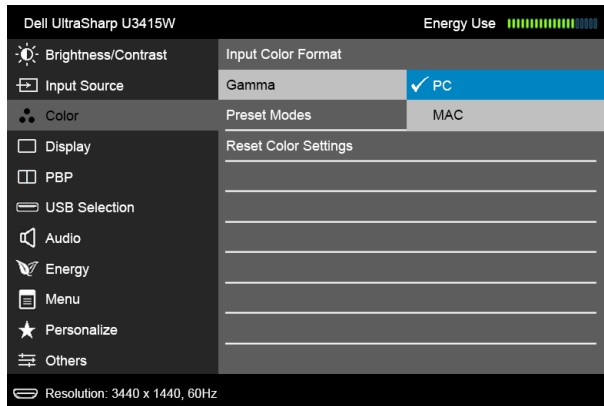 Dell UltraSharp U3415W Energy Use
Brightness/Contrast Input Color Format
Input Source Gamma PC
Color Preset Modes MAC
Display Reset Color Settings
PBP
USB Selection
Audio
Energy
Menu
Personalize
Others
Resolution: 3440 x 1440, 60Hz